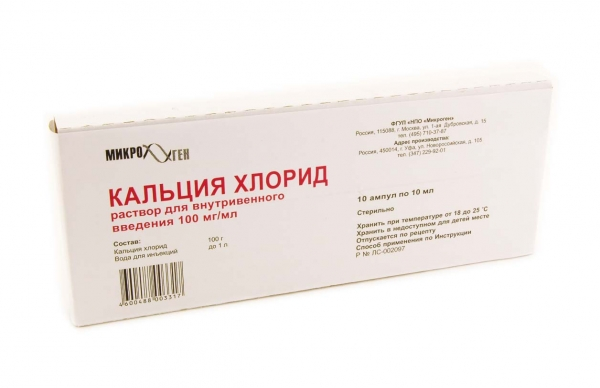 МИКРОГЕН
КАЛЬЦИЯ ХЛОРИД
раствор для внутривенного
введения 100 мг/мл
Состав:
Кальция хлорид 100 г
Вода для инъекций до 1 л
4600488003317
ФГУП «НПО «Микроген»
Россия, 115088, г. Москва, ул. 1-ая Дубровская, д. 15
тел. (495) 710-37-87
Адрес производства:
Россия, 450014, г. Уфа, ул. Новороссийская, д. 105
тел. (347) 229-92-01
10 ампул по 10 мл
Стерильно
Хранить при температуре от 18 до 25 °С
Хранить в недоступном для детей месте
Отпускается по рецепту
Способ применения по Инструкции
Р № ЛС-002097